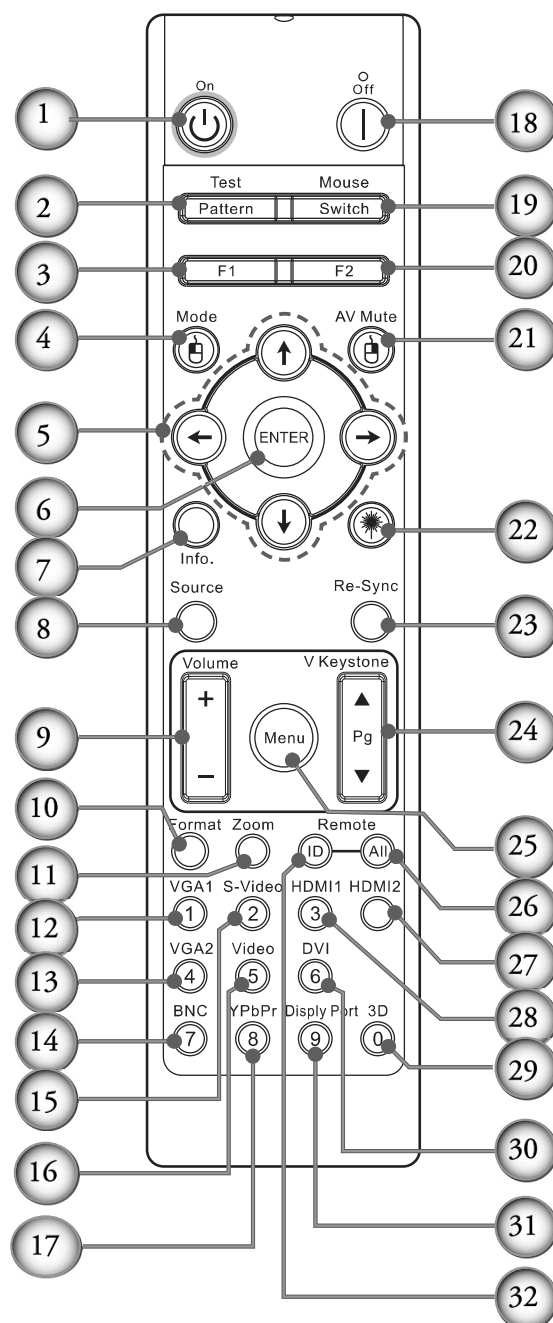 On
Off
1
18
Test
Mouse
2
Pattern
Switch
19
3
F1
F2
20
Mode
AV Mute
4
21
5
ENTER
6
22
7
Info.
Source
Re-Sync
8
23
Volume
V Keystone
+
9
Pg
24
Menu
−
10
Format
Zoom
Remote
25
ID
All
11
26
VGA1
S-Video
HDMI1
HDMI2
12
1
2
3
27
VGA2
Video
DVI
13
4
5
6
28
BNC
YPbPr
Disply Port
3D
14
7
8
9
0
29
15
30
16
31
17
32